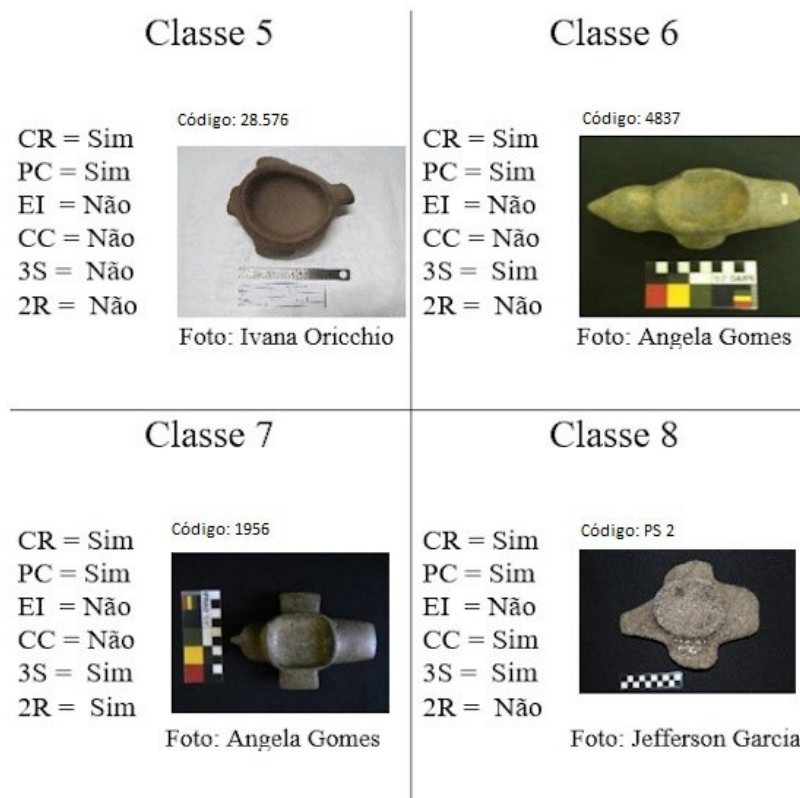 Classe 5
Código: 28.576
CR = Sim
PC = Sim
EI = Não
CC = Não
3S = Não
2R = Não
Foto: Ivana Oricchio
Classe 6
Código: 4837
CR = Sim
PC = Sim
EI = Não
CC = Não
3S = Sim
2R = Não
Foto: Angela Gomes
Classe 7
Código: 1956
CR = Sim
PC = Sim
EI = Não
CC = Não
3S = Sim
2R = Sim
Foto: Angela Gomes
Classe 8
Código: PS 2
CR = Sim
PC = Sim
EI = Não
CC = Sim
3S = Sim
2R = Não
Foto: Jefferson Garcia